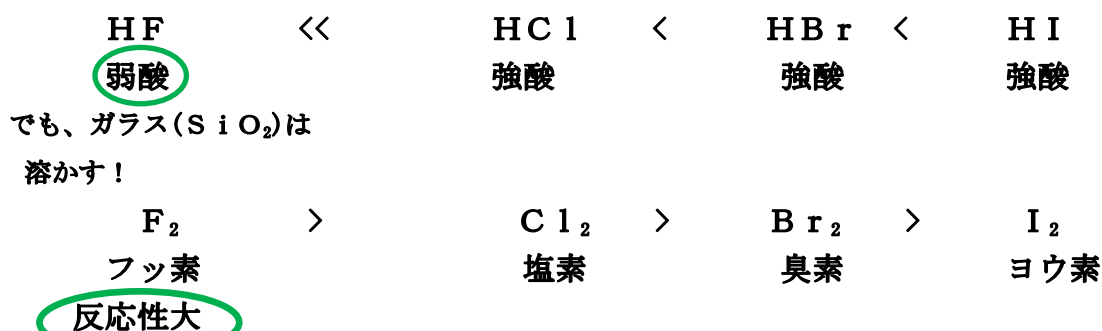 HF << HCl < HBr < HI
弱酸 強酸 強酸 強酸
でも、ガラス(SiO₂)は
溶かす！
F₂ > Cl₂ > Br₂ > I₂
フッ素 塩素 臭素 ヨウ素
反応性大